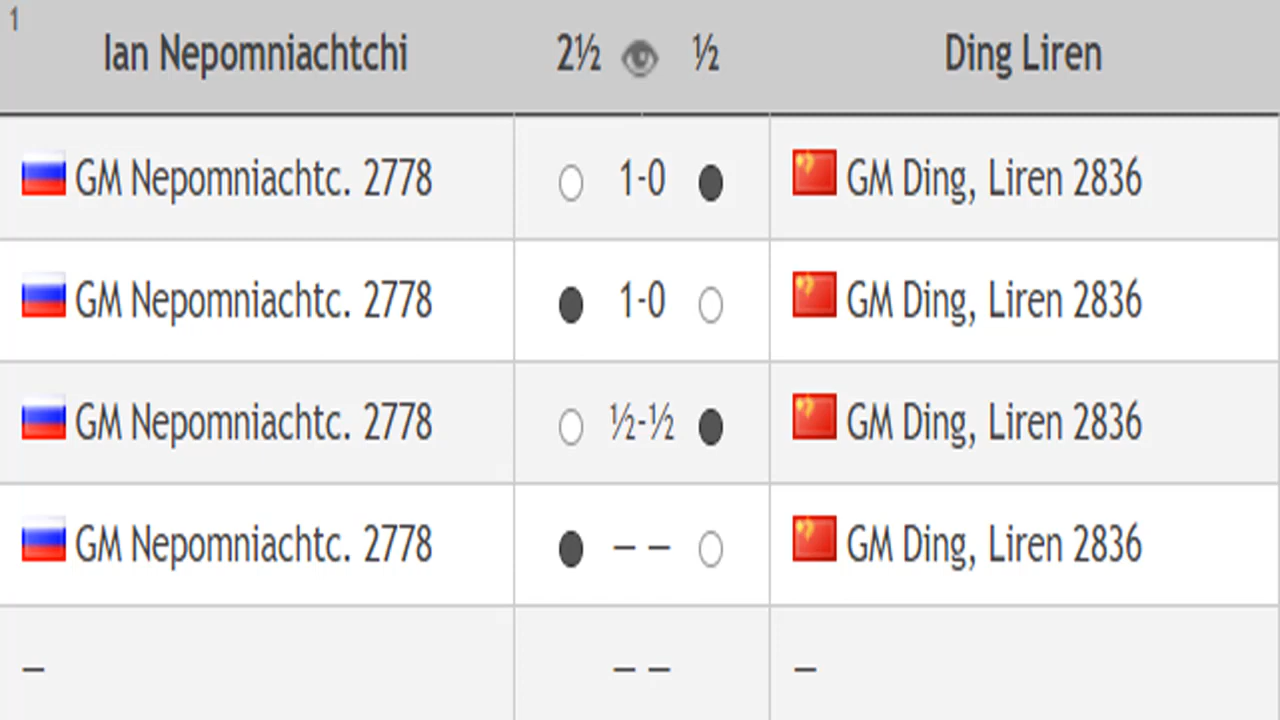 1
Ian Nepomniachtchi 2½ ½ Ding Liren
GM Nepomniachtc. 2778 1-0 GM Ding, Liren 2836
GM Nepomniachtc. 2778 1-0 GM Ding, Liren 2836
GM Nepomniachtc. 2778 ½-½ GM Ding, Liren 2836
GM Nepomniachtc. 2778 – – GM Ding, Liren 2836
– – – –